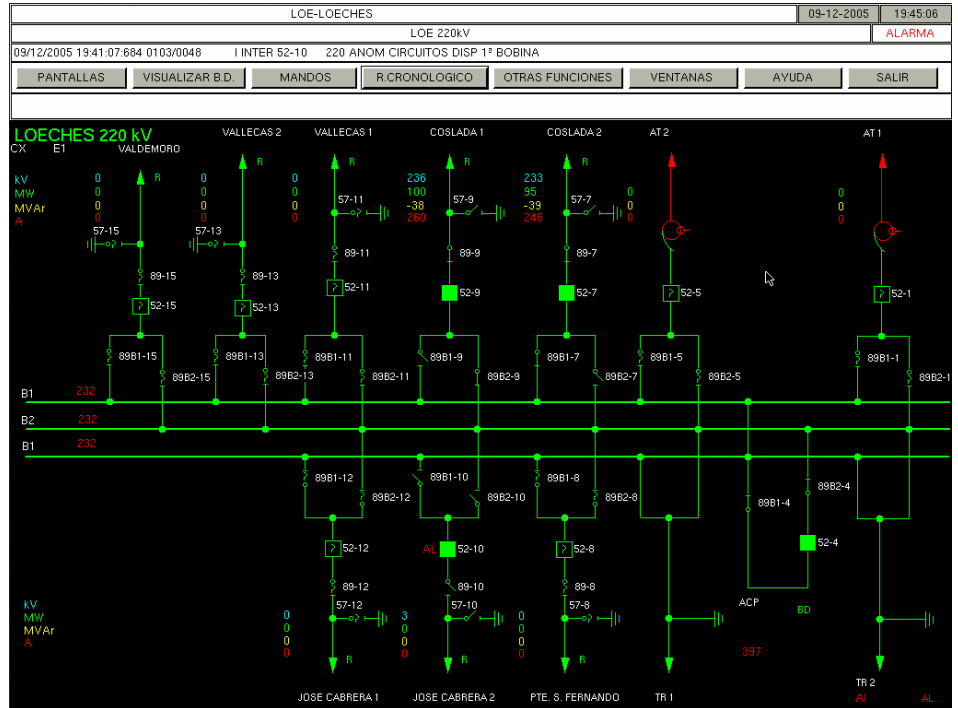 LOE-LOECHES 09-12-2005 19:45:06
LOE 220kV ALARMA
09/12/2005 19:41:07:684 0103/0048 I INTER 52-10 220 ANOM CIRCUITOS DISP 1ª BOBINA
PANTALLAS VISUALIZAR B.D. MANDOS R.CRONOLOGICO OTRAS FUNCIONES VENTANAS AYUDA SALIR
LOECHES 220 kV VALLECAS 2 VALLECAS 1 COSLADA 1 COSLADA 2 AT 2 AT 1
CX E1 VALDEMORO
R R R R R
kV 0 0 0 236 233
MW 0 0 0 100 95 0 0
MVAr 0 0 0 -38 -39 0 0
A 0 0 0 260 246 0 0
57-15 57-13 57-11 57-9 57-7
89-15 89-13 89-11 89-9 89-7
52-15 52-13 52-11 52-9 52-7 52-5 52-1
89B1-15 89B1-13 89B1-11 89B1-9 89B1-7 89B1-5 89B1-1
89B2-15 89B2-13 89B2-11 89B2-9 89B2-7 89B2-5 89B2-1
B1 232
B2 232
B1 232
89B1-12 89B1-10 89B1-8 89B2-4
89B2-12 89B2-10 89B2-8 89B1-4
52-12 AL 52-10 52-8 52-4
89-12 89-10 89-8
57-12 57-10 57-8 ACP BD
kV 0 3 0
MW 0 0 0
MVAr 0 0 0
A 0 0 0 397
R R R
JOSE CABRERA 1 JOSE CABRERA 2 PTE. S. FERNANDO TR 1 TR 2
AI AL